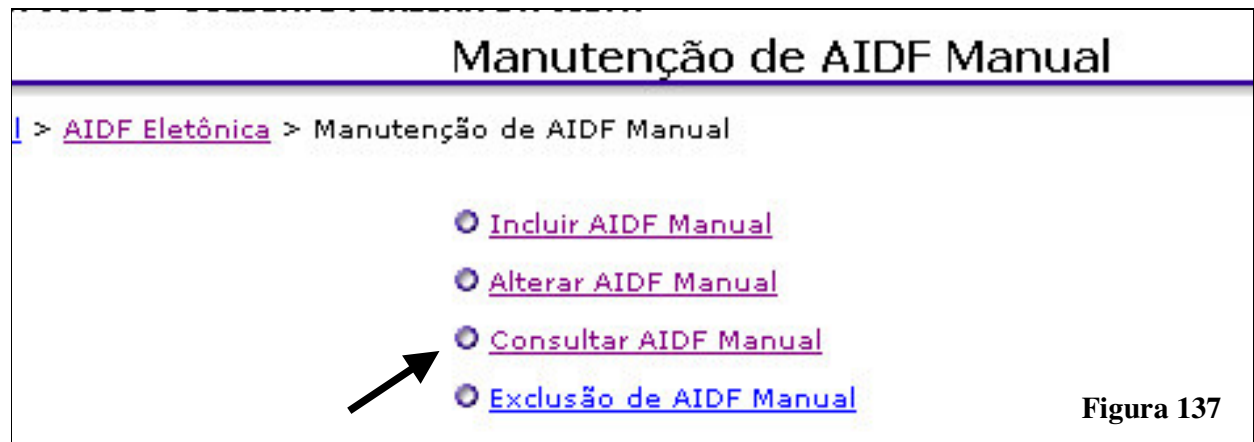 Manutenção de AIDF Manual
l > AIDF Eletônica > Manutenção de AIDF Manual
Incluir AIDF Manual
Alterar AIDF Manual
Consultar AIDF Manual
Exclusão de AIDF Manual
Figura 137